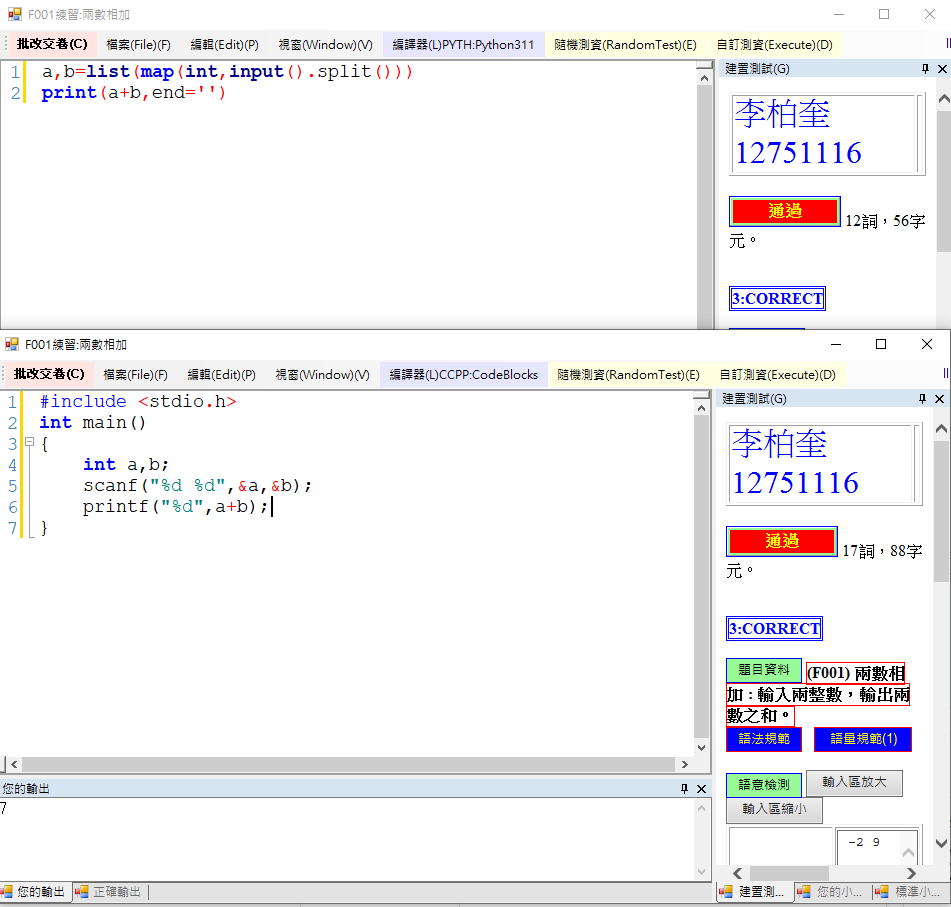 F001練習:兩數相加
批改交卷(C) 檔案(File)(F) 編輯(Edit)(P) 視窗(Window)(V) 編譯器(L)PYTH:Python311 隨機測資(RandomTest)(E) 自訂測資(Execute)(D)
1 a,b=list(map(int,input().split()))
2 print(a+b,end='')
建置測試(G)
李柏奎
12751116
通過 12詞，56字
元。
3:CORRECT
F001練習:兩數相加
批改交卷(C) 檔案(File)(F) 編輯(Edit)(P) 視窗(Window)(V) 編譯器(L)CCPP:CodeBlocks 隨機測資(RandomTest)(E) 自訂測資(Execute)(D)
1 #include <stdio.h>
2 int main()
3 {
4 int a,b;
5 scanf("%d %d",&a,&b);
6 printf("%d",a+b);
7 }
建置測試(G)
李柏奎
12751116
通過 17詞，88字
元。
3:CORRECT
題目資料 (F001) 兩數相
加 : 輸入兩整數，輸出兩
數之和。
語法規範 語量規範(1)
語意檢測 輸入區放大
輸入區縮小
-2 9
您的輸出
7
您的輸出 正確輸出
建置測... 您的小... 標準小...